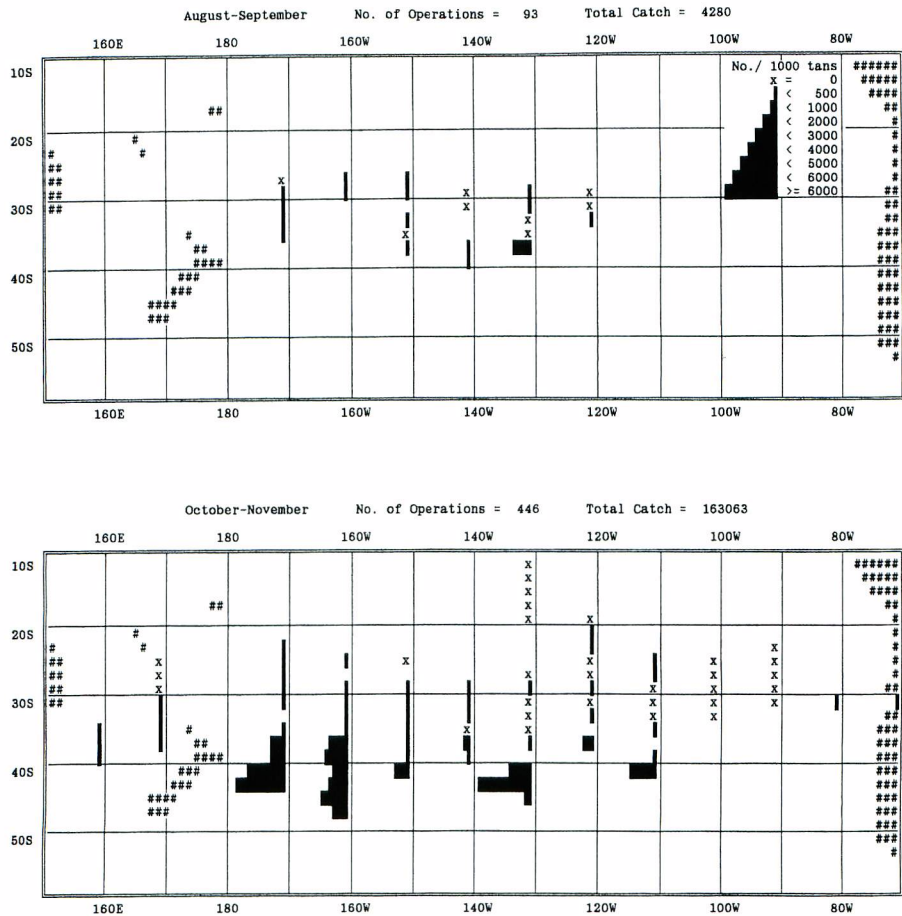 August-September No. of Operations = 93 Total Catch = 4280
160E 180 160W 140W 120W 100W 80W
10S No./ 1000 tans ######
x = 0 #####
< 500 ####
## < 1000 ##
20S # < 2000 #
# # < 3000 #
## < 4000 #
## x < 5000 #
## x x >= 6000 ##
< 6000 #
30S ## x x ##
x ##
# x x ###
## ###
40S #### ###
### ###
### ###
#### ###
### ###
50S ###
#
160E 180 160W 140W 120W 100W 80W
October-November No. of Operations = 446 Total Catch = 163063
160E 180 160W 140W 120W 100W 80W
10S x ######
x #####
x ####
## x ##
x x #
20S # #
# # x #
## x x x x x #
## x x x x x #
## x x x ##
30S ## x x x x
x x ##
# x x ###
## ###
#### ###
40S ### ###
### ###
#### ###
### ###
50S ###
#
160E 180 160W 140W 120W 100W 80W